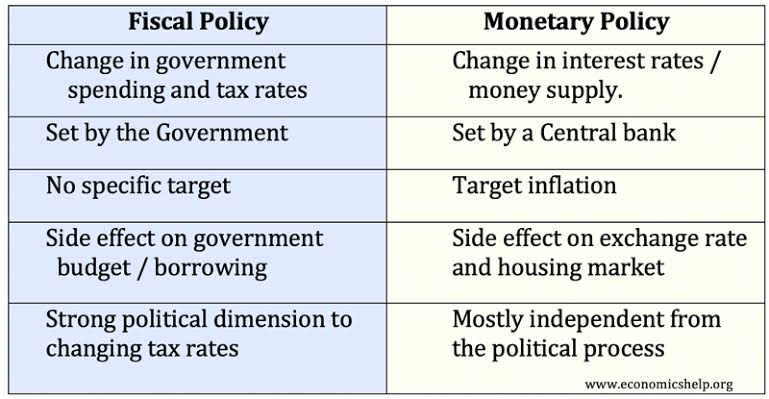 Fiscal Policy
Monetary Policy
Change in government
spending and tax rates
Change in interest rates /
money supply.
Set by the Government
Set by a Central bank
No specific target
Target inflation
Side effect on government
budget / borrowing
Side effect on exchange rate
and housing market
Strong political dimension to
changing tax rates
Mostly independent from
the political process
www.economicshelp.org